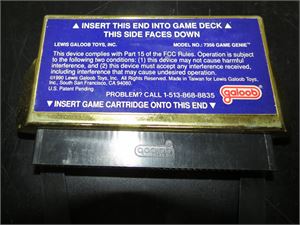 ▲ INSERT THIS END INTO GAME DECK ▲
THIS SIDE FACES DOWN
LEWIS GALOOB TOYS, INC. MODEL NO.: 7356 GAME GENIE™
This device complies with Part 15 of the FCC Rules. Operation is subject
to the following two conditions: (1) this device may not cause harmful
interference, and (2) this device must accept any interference received,
including interference that may cause undesired operation.
©1990 Lewis Galoob Toys, Inc. All Rights Reserved. Made in Taiwan for Lewis Galoob Toys,
Inc., South San Francisco, CA 94080.
U.S. Patent Pending
PROBLEM? CALL 1-513-868-8835
galoob
▼ INSERT GAME CARTRIDGE ONTO THIS END ▼
galoob